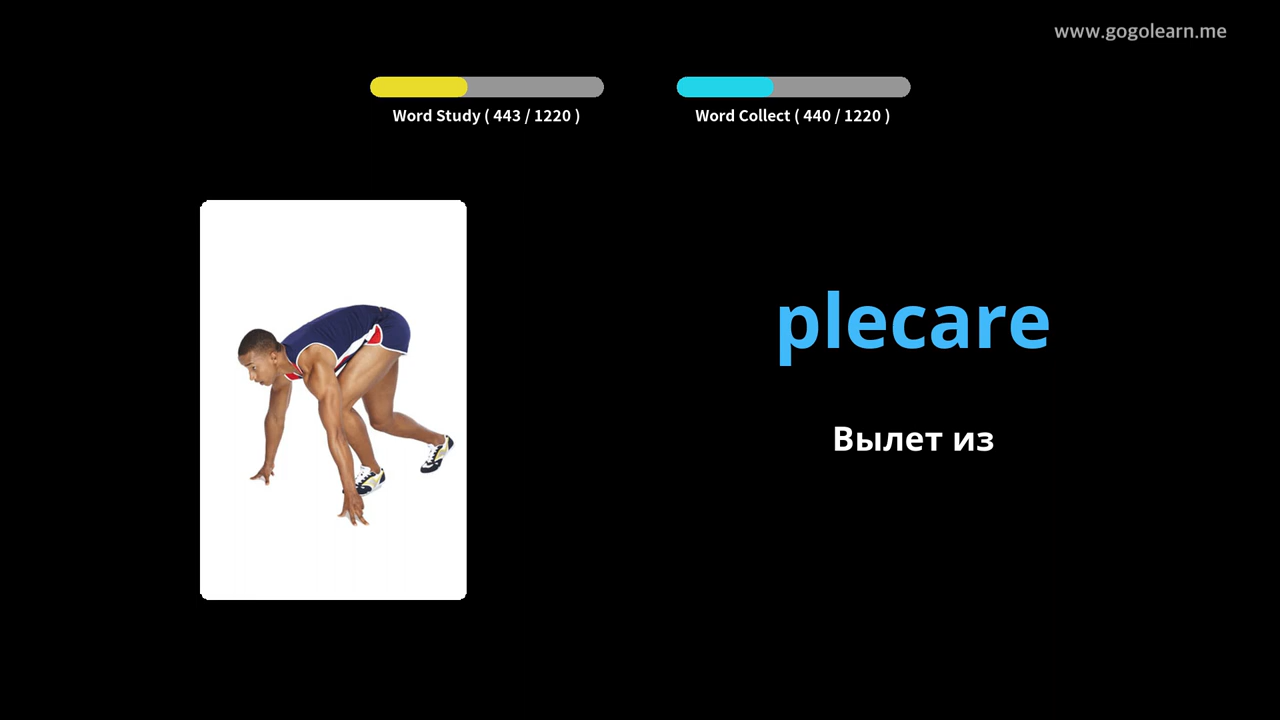 www.gogolearn.me
Word Study ( 443 / 1220 )
Word Collect ( 440 / 1220 )
plecare
Вылет из